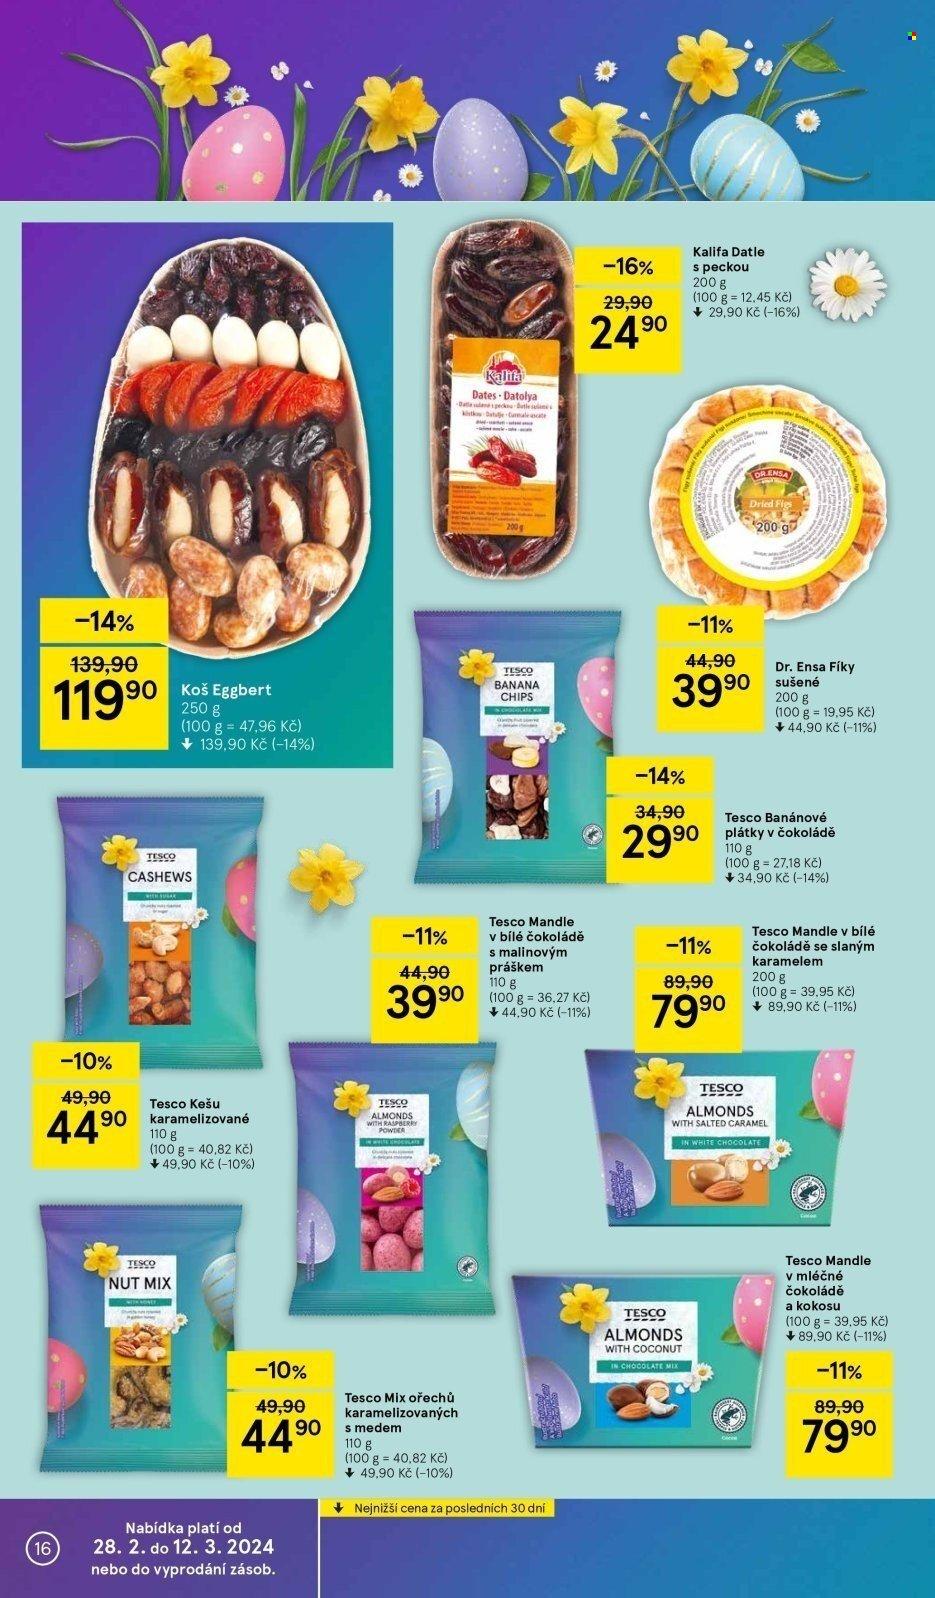 Kalifa Datle
s peckou
200 g
(100 g = 12,45 Kč)
↓ 29,90 Kč (–16%)
–16%
29,90
24 90
Kalifa
Dates · Datolya
200 g
DR.ENSA
Dried Figs
200 g
–14%
139,90
119 90
Koš Eggbert
250 g
(100 g = 47,96 Kč)
↓ 139,90 Kč (–14%)
–11%
44,90
39 90
Dr. Ensa Fíky
sušené
200 g
(100 g = 19,95 Kč)
↓ 44,90 Kč (–11%)
TESCO
BANANA
CHIPS
IN CHOCOLATE MIX
–14%
34,90
29 90
Tesco Banánové
plátky v čokoládě
110 g
(100 g = 27,18 Kč)
↓ 34,90 Kč (–14%)
TESCO
CASHEWS
WITH SUGAR
–10%
49,90
44 90
Tesco Kešu
karamelizované
110 g
(100 g = 40,82 Kč)
↓ 49,90 Kč (–10%)
–11%
44,90
39 90
Tesco Mandle
v bílé čokoládě
s malinovým
práškem
110 g
(100 g = 36,27 Kč)
↓ 44,90 Kč (–11%)
TESCO
ALMONDS
WITH RASPBERRY
POWDER
IN WHITE CHOCOLATE
–11%
89,90
79 90
Tesco Mandle v bílé
čokoládě se slaným
karamelem
200 g
(100 g = 39,95 Kč)
↓ 89,90 Kč (–11%)
TESCO
ALMONDS
WITH SALTED CARAMEL
IN WHITE CHOCOLATE
Cocoa
TESCO
NUT MIX
WITH HONEY
–10%
49,90
44 90
Tesco Mix ořechů
karamelizovaných
s medem
110 g
(100 g = 40,82 Kč)
↓ 49,90 Kč (–10%)
TESCO
ALMONDS
WITH COCONUT
IN CHOCOLATE MIX
Cocoa
Tesco Mandle
v mléčné
čokoládě
a kokosu
(100 g = 39,95 Kč)
↓ 89,90 Kč (–11%)
–11%
89,90
79 90
↓ Nejnižší cena za posledních 30 dní
16
Nabídka platí od
28. 2. do 12. 3. 2024
nebo do vyprodání zásob.